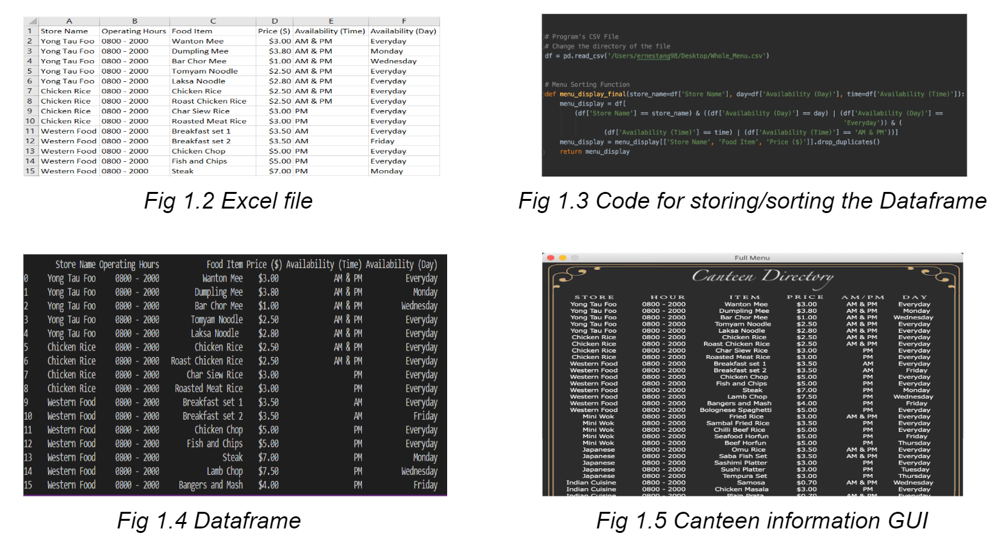 A B C D E F
1 Store Name Operating Hours Food Item Price ($) Availability (Time) Availability (Day)
2 Yong Tau Foo 0800 - 2000 Wanton Mee $3.00 AM & PM Everyday
3 Yong Tau Foo 0800 - 2000 Dumpling Mee $3.80 AM & PM Monday
4 Yong Tau Foo 0800 - 2000 Bar Chor Mee $1.00 AM & PM Wednesday
5 Yong Tau Foo 0800 - 2000 Tomyam Noodle $2.50 AM & PM Everyday
6 Yong Tau Foo 0800 - 2000 Laksa Noodle $2.80 AM & PM Everyday
7 Chicken Rice 0800 - 2000 Chicken Rice $2.50 AM & PM Everyday
8 Chicken Rice 0800 - 2000 Roast Chicken Rice $2.50 AM & PM Everyday
9 Chicken Rice 0800 - 2000 Char Siew Rice $3.00 PM Everyday
10 Chicken Rice 0800 - 2000 Roasted Meat Rice $3.00 PM Everyday
11 Western Food 0800 - 2000 Breakfast set 1 $3.50 AM Everyday
12 Western Food 0800 - 2000 Breakfast set 2 $3.50 AM Friday
13 Western Food 0800 - 2000 Chicken Chop $5.00 PM Everyday
14 Western Food 0800 - 2000 Fish and Chips $5.00 PM Everyday
15 Western Food 0800 - 2000 Steak $7.00 PM Monday
Fig 1.2 Excel file
# Program's CSV File
# Change the directory of the file
df = pd.read_csv('/Users/ernestang98/Desktop/Whole_Menu.csv')
# Menu Sorting Function
def menu_display_final(store_name=df['Store Name'], day=df['Availability (Day)'], time=df['Availability (Time)']):
menu_display = df[
(df['Store Name'] == store_name) & ((df['Availability (Day)'] == day) | (df['Availability (Day)'] ==
'Everyday')) & (
(df['Availability (Time)'] == time) | (df['Availability (Time)'] == 'AM & PM'))]
menu_display = menu_display[['Store Name', 'Food Item', 'Price ($)']].drop_duplicates()
return menu_display
Fig 1.3 Code for storing/sorting the Dataframe
Store Name Operating Hours Food Item Price ($) Availability (Time) Availability (Day)
0 Yong Tau Foo 0800 - 2000 Wanton Mee $3.00 AM & PM Everyday
1 Yong Tau Foo 0800 - 2000 Dumpling Mee $3.80 AM & PM Monday
2 Yong Tau Foo 0800 - 2000 Bar Chor Mee $1.00 AM & PM Wednesday
3 Yong Tau Foo 0800 - 2000 Tomyam Noodle $2.50 AM & PM Everyday
4 Yong Tau Foo 0800 - 2000 Laksa Noodle $2.80 AM & PM Everyday
5 Chicken Rice 0800 - 2000 Chicken Rice $2.50 AM & PM Everyday
6 Chicken Rice 0800 - 2000 Roast Chicken Rice $2.50 AM & PM Everyday
7 Chicken Rice 0800 - 2000 Char Siew Rice $3.00 PM Everyday
8 Chicken Rice 0800 - 2000 Roasted Meat Rice $3.00 PM Everyday
9 Western Food 0800 - 2000 Breakfast set 1 $3.50 AM Everyday
10 Western Food 0800 - 2000 Breakfast set 2 $3.50 AM Friday
11 Western Food 0800 - 2000 Chicken Chop $5.00 PM Everyday
12 Western Food 0800 - 2000 Fish and Chips $5.00 PM Everyday
13 Western Food 0800 - 2000 Steak $7.00 PM Monday
14 Western Food 0800 - 2000 Lamb Chop $7.50 PM Wednesday
15 Western Food 0800 - 2000 Bangers and Mash $4.00 PM Friday
Fig 1.4 Dataframe
Full Menu
Canteen Directory
STORE HOUR ITEM PRICE AM/PM DAY
Yong Tau Foo 0800 - 2000 Wanton Mee $3.00 AM & PM Everyday
Yong Tau Foo 0800 - 2000 Dumpling Mee $3.80 AM & PM Monday
Yong Tau Foo 0800 - 2000 Bar Chor Mee $1.00 AM & PM Wednesday
Yong Tau Foo 0800 - 2000 Tomyam Noodle $2.50 AM & PM Everyday
Yong Tau Foo 0800 - 2000 Laksa Noodle $2.80 AM & PM Everyday
Chicken Rice 0800 - 2000 Chicken Rice $2.50 AM & PM Everyday
Chicken Rice 0800 - 2000 Roast Chicken Rice $2.50 AM & PM Everyday
Chicken Rice 0800 - 2000 Char Siew Rice $3.00 PM Everyday
Chicken Rice 0800 - 2000 Roasted Meat Rice $3.00 PM Everyday
Western Food 0800 - 2000 Breakfast set 1 $3.50 AM Everyday
Western Food 0800 - 2000 Breakfast set 2 $3.50 AM Friday
Western Food 0800 - 2000 Chicken Chop $5.00 PM Everyday
Western Food 0800 - 2000 Fish and Chips $5.00 PM Everyday
Western Food 0800 - 2000 Steak $7.00 PM Monday
Western Food 0800 - 2000 Lamb Chop $7.50 PM Wednesday
Western Food 0800 - 2000 Bangers and Mash $4.00 PM Friday
Western Food 0800 - 2000 Bolognese Spaghetti $5.00 PM Everyday
Mini Wok 0800 - 2000 Fried Rice $3.00 AM & PM Everyday
Mini Wok 0800 - 2000 Sambal Fried Rice $3.50 PM Everyday
Mini Wok 0800 - 2000 Chilli Beef Rice $5.00 PM Everyday
Mini Wok 0800 - 2000 Seafood Horfun $5.00 PM Friday
Mini Wok 0800 - 2000 Beef Horfun $5.00 PM Thursday
Japanese 0800 - 2000 Omu Rice $3.50 AM & PM Everyday
Japanese 0800 - 2000 Saba Fish Set $3.50 AM & PM Everyday
Japanese 0800 - 2000 Sashimi Platter $3.00 PM Everyday
Japanese 0800 - 2000 Sushi Platter $3.00 PM Tuesday
Japanese 0800 - 2000 Tempura Set $3.00 PM Thursday
Indian Cuisine 0800 - 2000 Samosa $0.70 AM & PM Wednesday
Indian Cuisine 0800 - 2000 Chicken Masala $3.00 PM Everyday
Indian Cuisine 0800 - 2000 Plain Prata $0.70 AM & PM Everyday
Fig 1.5 Canteen information GUI